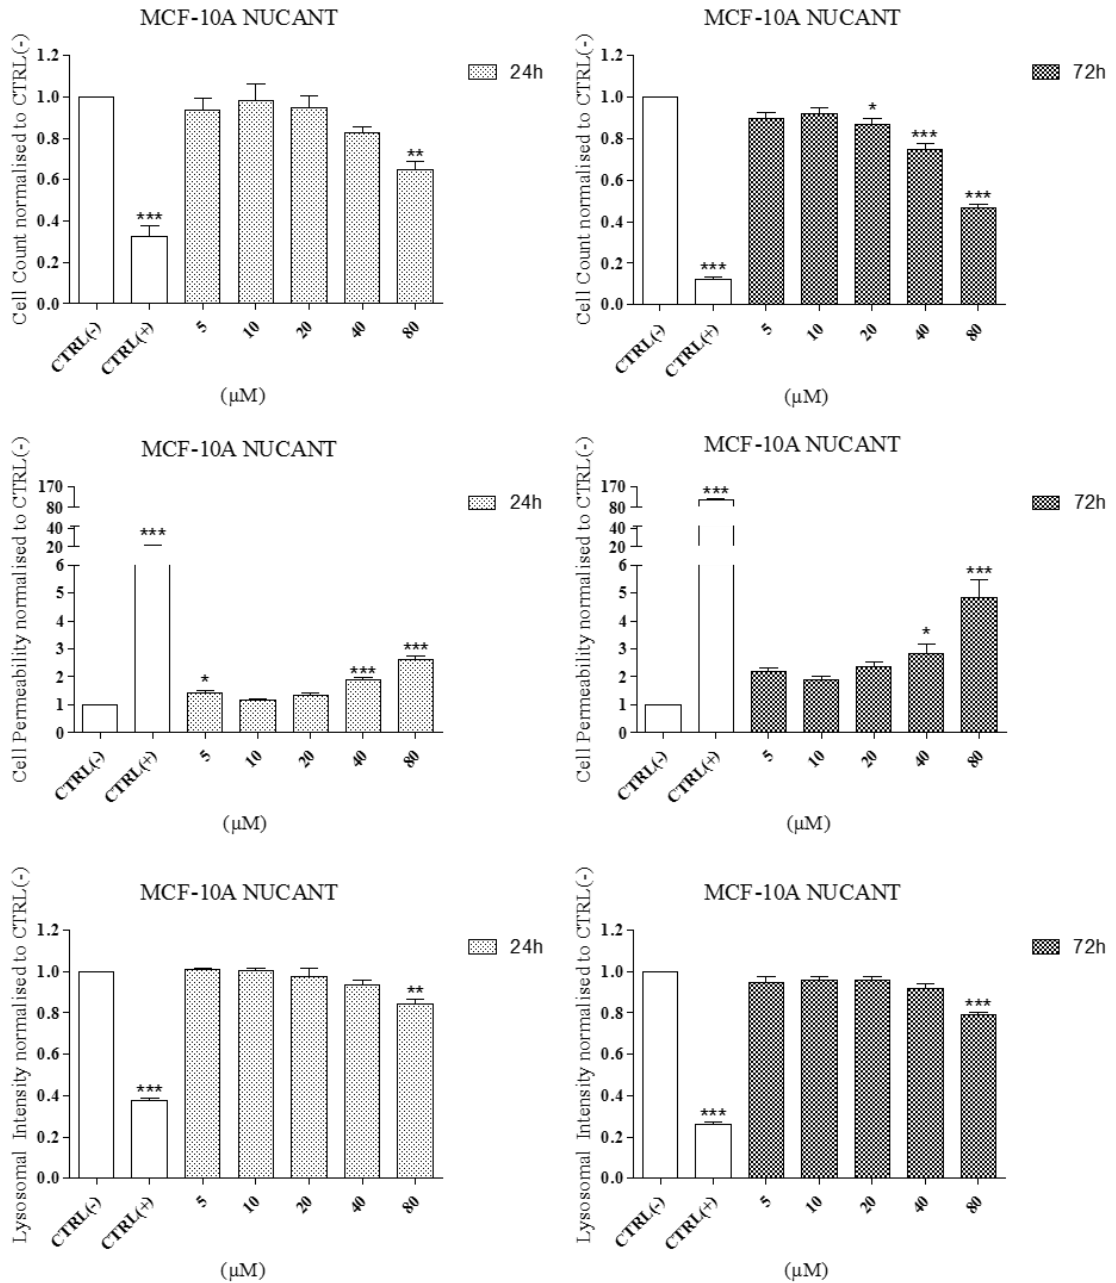 MCF-10A NUCANT
Cell Count normalised to CTRL(-)
1.2
1.0
0.8
0.6
0.4
0.2
0.0
***
**
24h
CTRL(-)
CTRL(+)
5
10
20
40
80
(µM)
MCF-10A NUCANT
Cell Count normalised to CTRL(-)
1.2
1.0
0.8
0.6
0.4
0.2
0.0
***
*
***
***
72h
CTRL(-)
CTRL(+)
5
10
20
40
80
(µM)
MCF-10A NUCANT
Cell Permeability normalised to CTRL(-)
170
80
40
20
6
5
4
3
2
1
0
***
*
***
***
24h
CTRL(-)
CTRL(+)
5
10
20
40
80
(µM)
MCF-10A NUCANT
Cell Permeability normalised to CTRL(-)
170
80
40
20
6
5
4
3
2
1
0
***
*
***
72h
CTRL(-)
CTRL(+)
5
10
20
40
80
(µM)
MCF-10A NUCANT
Lysosomal Intensity normalised to CTRL(-)
1.2
1.0
0.8
0.6
0.4
0.2
0.0
***
**
24h
CTRL(-)
CTRL(+)
5
10
20
40
80
(µM)
MCF-10A NUCANT
Lysosomal Intensity normalised to CTRL(-)
1.2
1.0
0.8
0.6
0.4
0.2
0.0
***
***
72h
CTRL(-)
CTRL(+)
5
10
20
40
80
(µM)